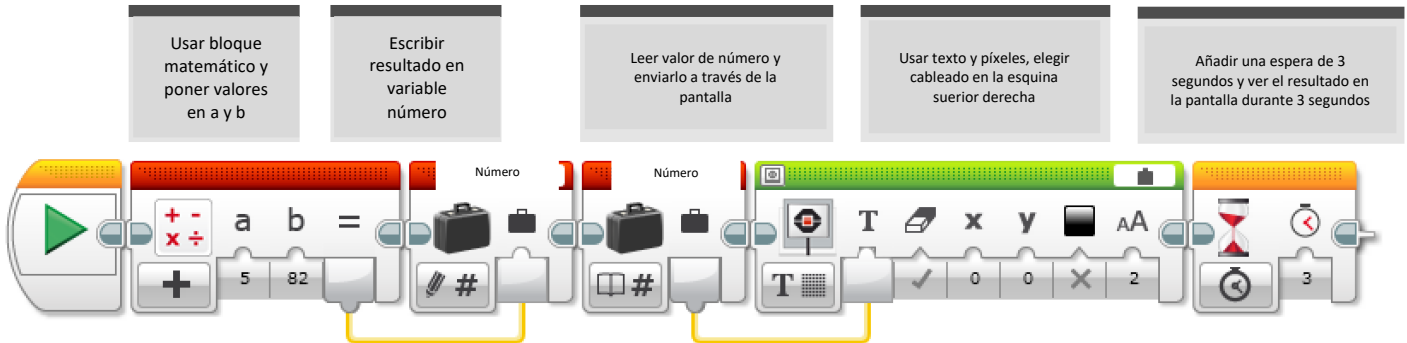 Usar bloque
matemático y
poner valores
en a y b
Escribir
resultado en
variable
número
Leer valor de número y
enviarlo a través de la
pantalla
Usar texto y píxeles, elegir
cableado en la esquina
suerior derecha
Añadir una espera de 3
segundos y ver el resultado en
la pantalla durante 3 segundos
Número
Número
+ - x ÷ a b =
T x y AA
5 82
#
#
T
0 0 2
3